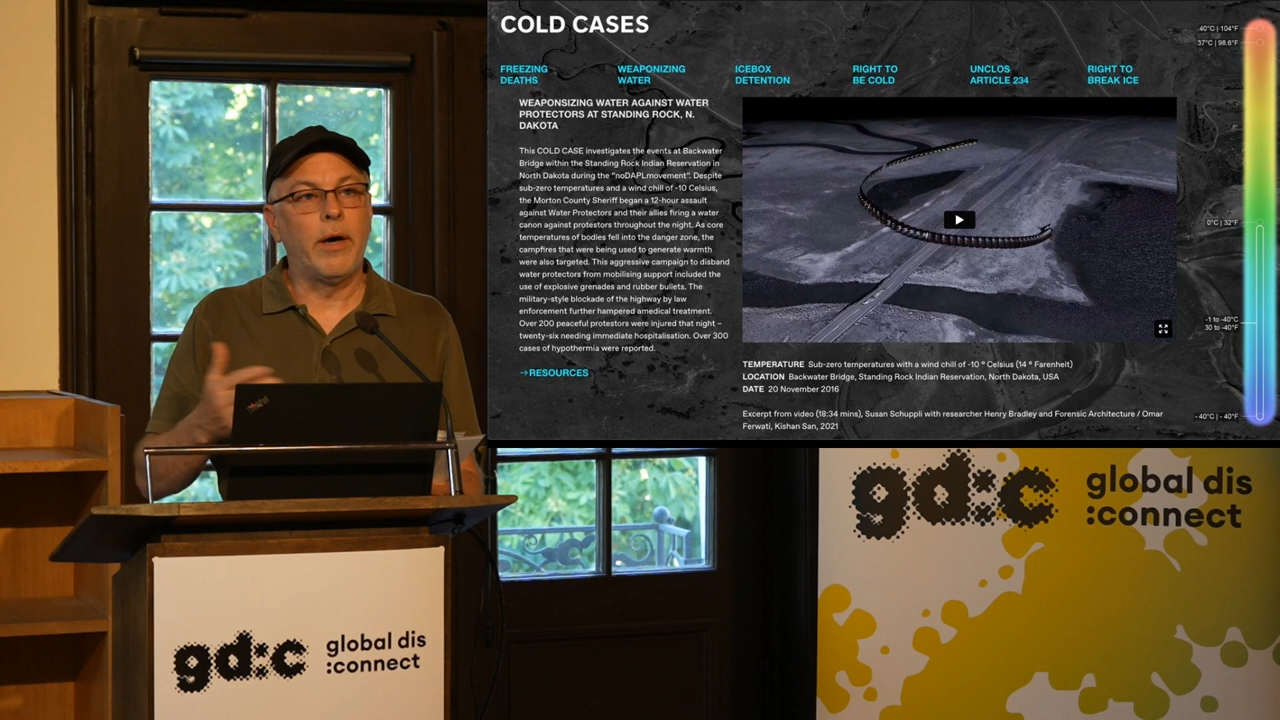 COLD CASES
FREEZING
DEATHS
WEAPONIZING
WATER
ICEBOX
DETENTION
RIGHT TO
BE COLD
UNCLOS
ARTICLE 234
RIGHT TO
BREAK ICE
WEAPONSIZING WATER AGAINST WATER
PROTECTORS AT STANDING ROCK, N.
DAKOTA
This COLD CASE investigates the events at Backwater
Bridge within the Standing Rock Indian Reservation in
North Dakota during the “noDAPLmovement”. Despite
sub-zero temperatures and a wind chill of -10 Celsius,
the Morton County Sheriff began a 12-hour assault
against Water Protectors and their allies firing a water
canon against protestors throughout the night. As core
temperatures of bodies fell into the danger zone, the
campfires that were being used to generate warmth
were also targeted. This aggressive campaign to disband
water protectors from mobilising support included the
use of explosive grenades and rubber bullets. The
military-style blockade of the highway by law
enforcement further hampered amedical treatment.
Over 200 peaceful protestors were injured that night –
twenty-six needing immediate hospitalisation. Over 300
cases of hypothermia were reported.
→RESOURCES
TEMPERATURE Sub-zero temperatures with a wind chill of -10 º Celsius (14 º Farenheit)
LOCATION Backwater Bridge, Standing Rock Indian Reservation, North Dakota, USA
DATE 20 November 2016
Excerpt from video (18:34 mins), Susan Schuppli with researcher Henry Bradley and Forensic Architecture / Omar
Ferwati, Kishan San, 2021
40°C | 104°F
37°C | 98.6°F
0°C | 32°F
-1 to -40°C
30 to -40°F
- 40°C | - 40°F
gd:c
global dis
:connect
gd:c
global dis
:connect